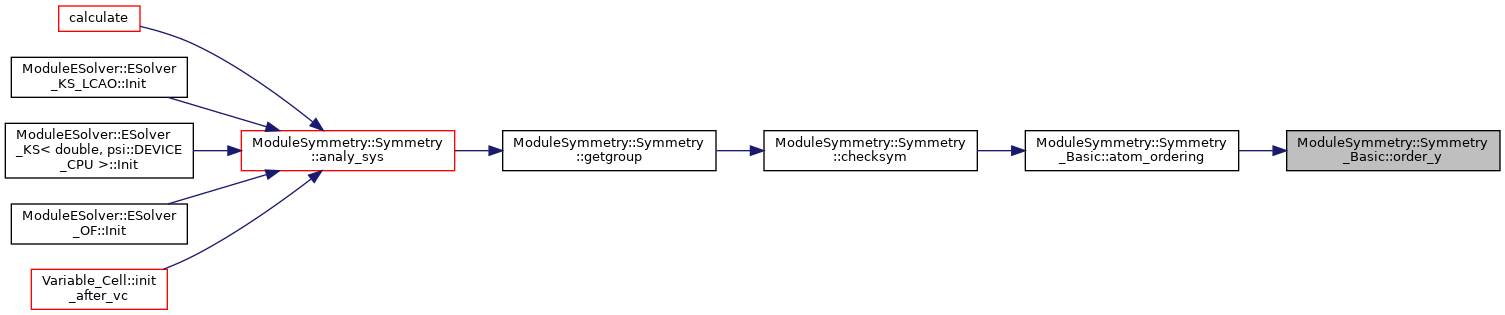 calculate
ModuleESolver::ESolver
_KS_LCAO::Init
ModuleESolver::ESolver
_KS< double, psi::DEVICE
_CPU >::Init
ModuleESolver::ESolver
_OF::Init
Variable_Cell::init
_after_vc
ModuleSymmetry::Symmetry
::analy_sys
ModuleSymmetry::Symmetry
::getgroup
ModuleSymmetry::Symmetry
::checksym
ModuleSymmetry::Symmetry
_Basic::atom_ordering
ModuleSymmetry::Symmetry
_Basic::order_y